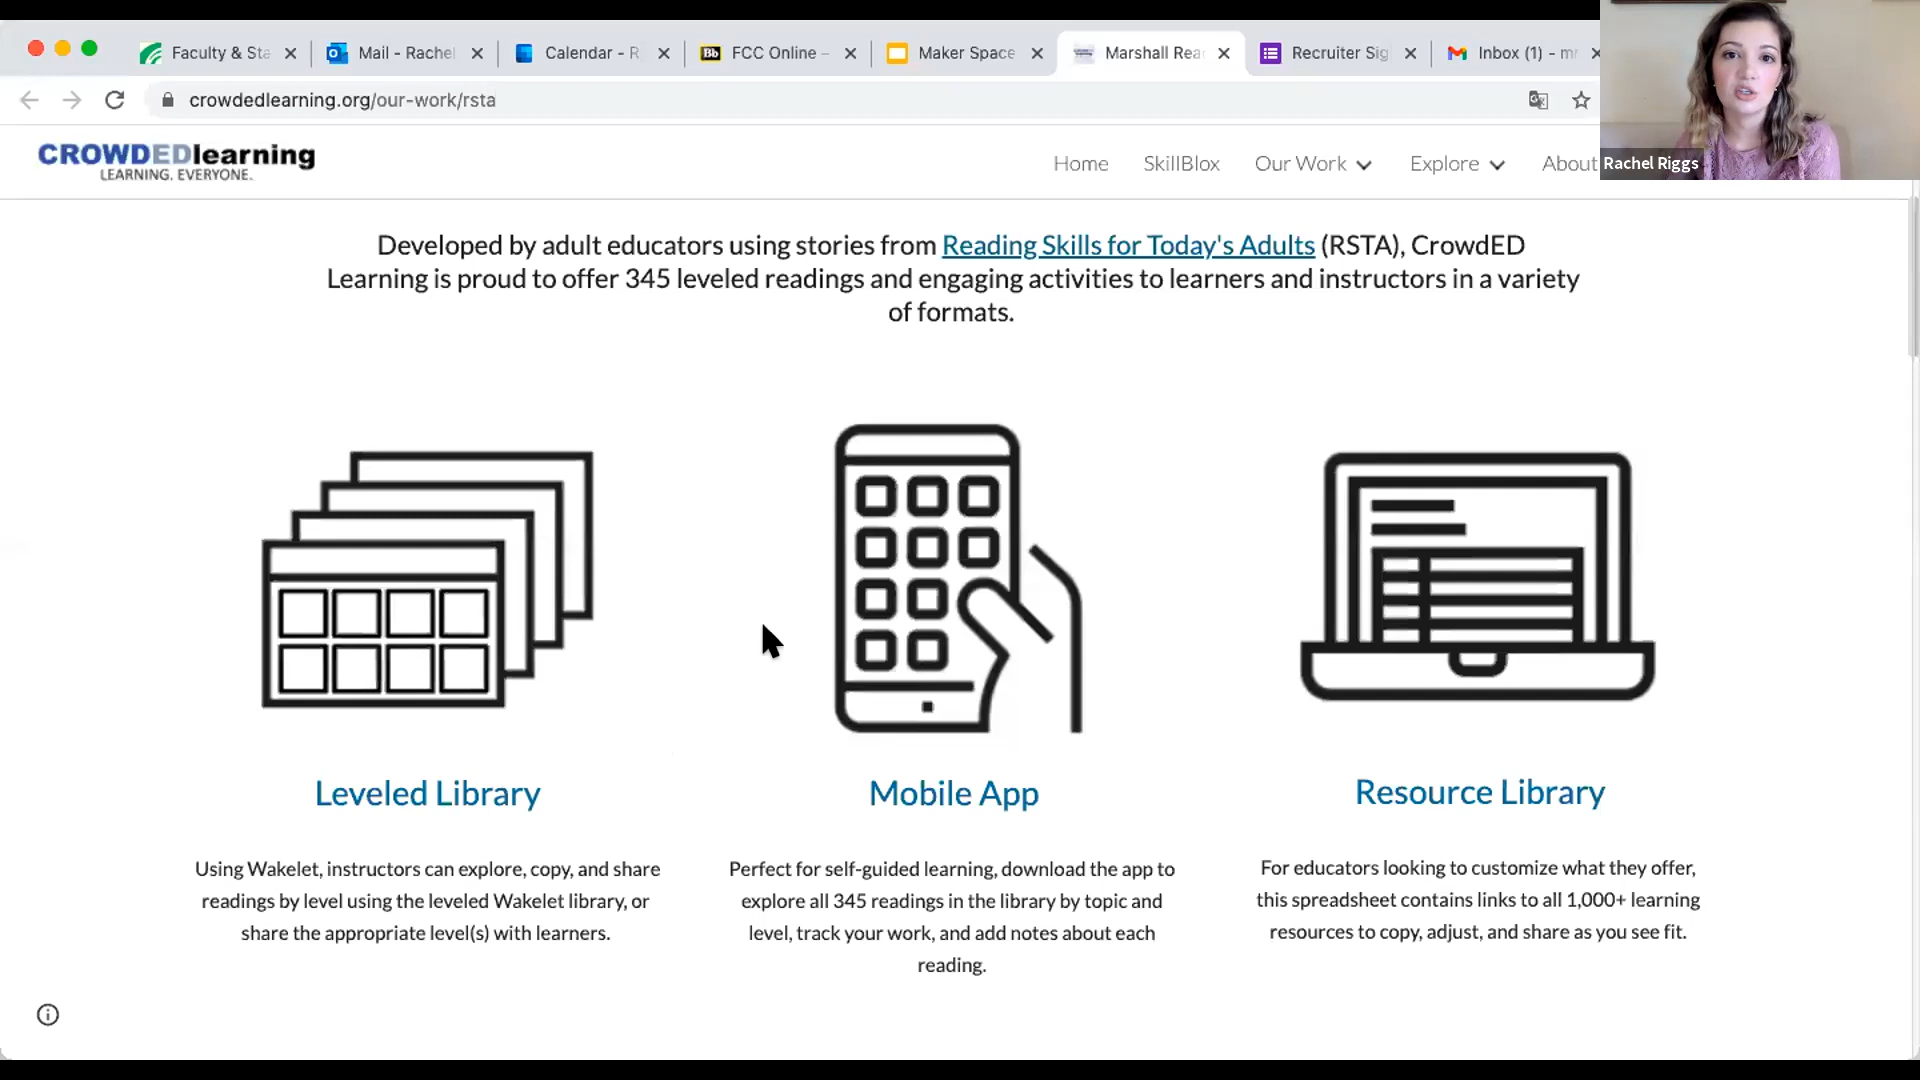 Faculty & Sta
Mail - Rachel
Calendar - R
Bb
FCC Online -
Maker Space
Marshall Rea
Recruiter Sig
Inbox (1) - mr
crowdedlearning.org/our-work/rsta
CROWDEDlearning
LEARNING. EVERYONE.
Home
SkillBlox
Our Work
Explore
About
Rachel Riggs
Developed by adult educators using stories from Reading Skills for Today's Adults (RSTA), CrowdED
Learning is proud to offer 345 leveled readings and engaging activities to learners and instructors in a variety
of formats.
Leveled Library
Using Wakelet, instructors can explore, copy, and share
readings by level using the leveled Wakelet library, or
share the appropriate level(s) with learners.
Mobile App
Perfect for self-guided learning, download the app to
explore all 345 readings in the library by topic and
level, track your work, and add notes about each
reading.
Resource Library
For educators looking to customize what they offer,
this spreadsheet contains links to all 1,000+ learning
resources to copy, adjust, and share as you see fit.